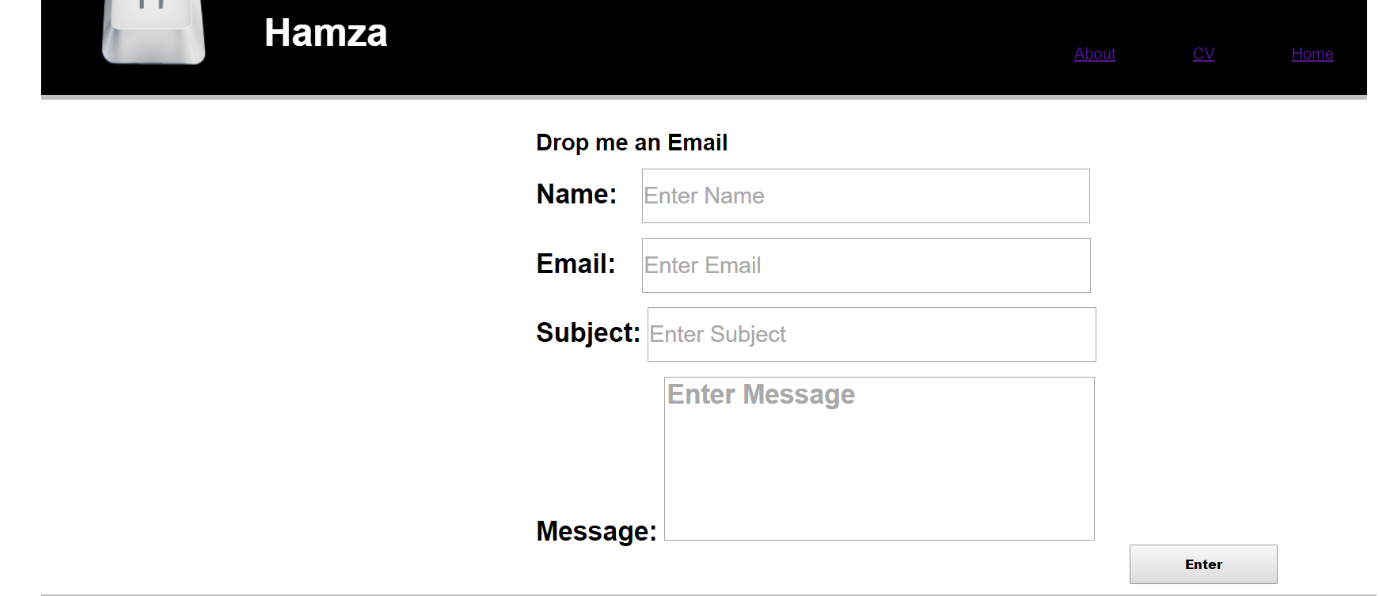 Hamza
About CV Home
Drop me an Email
Name: Enter Name
Email: Enter Email
Subject: Enter Subject
Enter Message
Message:
Enter